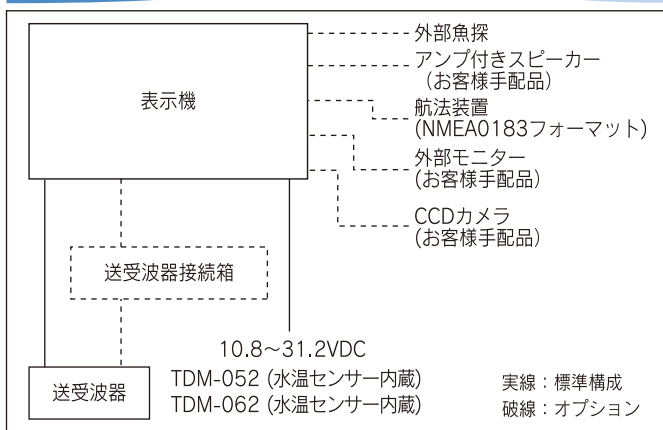 外部魚探
アンプ付きスピーカー
（お客様手配品）
表示機
航法装置
(NMEA0183フォーマット)
外部モニター
(お客様手配品)
CCDカメラ
(お客様手配品)
送受波器接続箱
10.8～31.2VDC
送受波器
TDM-052 (水温センサー内蔵)
TDM-062 (水温センサー内蔵)
実線：標準構成
破線：オプション